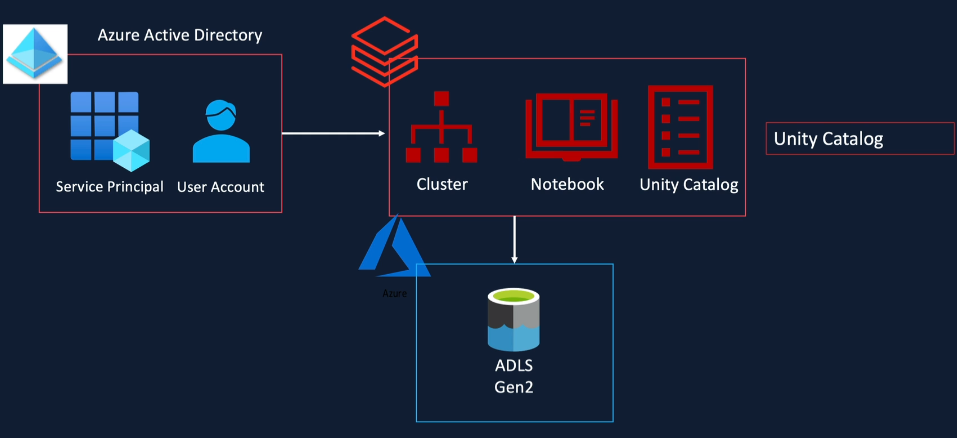 Azure Active Directory
Service Principal
User Account
Cluster
Notebook
Unity Catalog
Unity Catalog
Azure
ADLS
Gen2